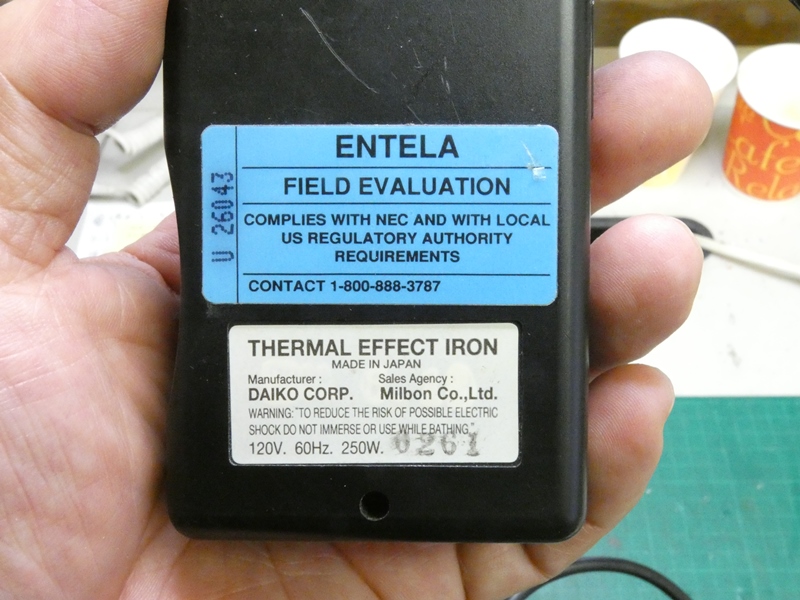 ENTELA
FIELD EVALUATION
COMPLIES WITH NEC AND WITH LOCAL
US REGULATORY AUTHORITY
REQUIREMENTS
CONTACT 1-800-888-3787
U 26043
THERMAL EFFECT IRON
MADE IN JAPAN
Manufacturer : Sales Agency :
DAIKO CORP. Milbon Co.,Ltd.
WARNING: "TO REDUCE THE RISK OF POSSIBLE ELECTRIC
SHOCK DO NOT IMMERSE OR USE WHILE BATHING."
120V. 60Hz. 250W. 0261